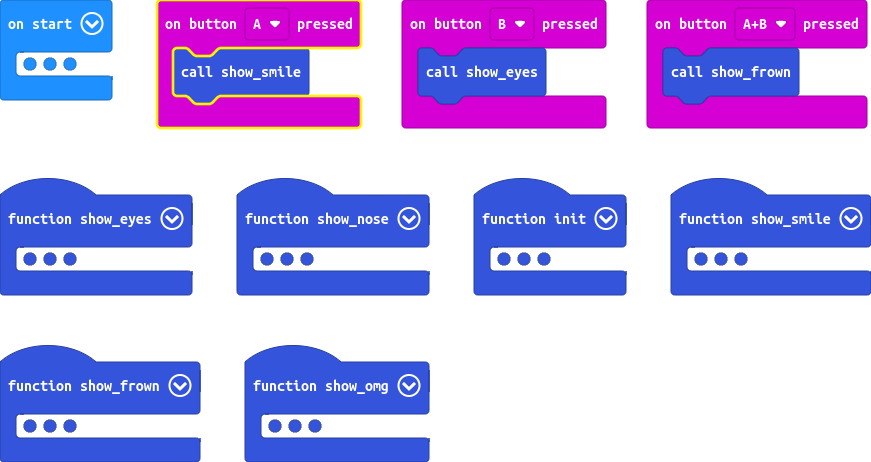 on start
on button A pressed
call show_smile
on button B pressed
call show_eyes
on button A+B pressed
call show_frown
function show_eyes
function show_nose
function init
function show_smile
function show_frown
function show_omg